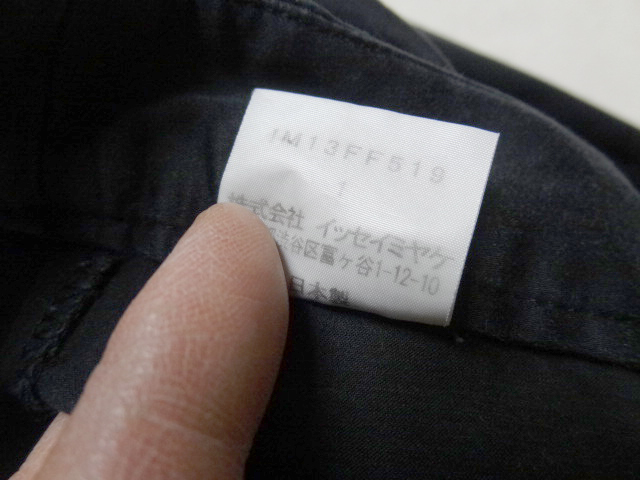 IM13FF519
1
株式会社 イッセイミヤケ
渋谷区富ヶ谷1-12-10
日本製